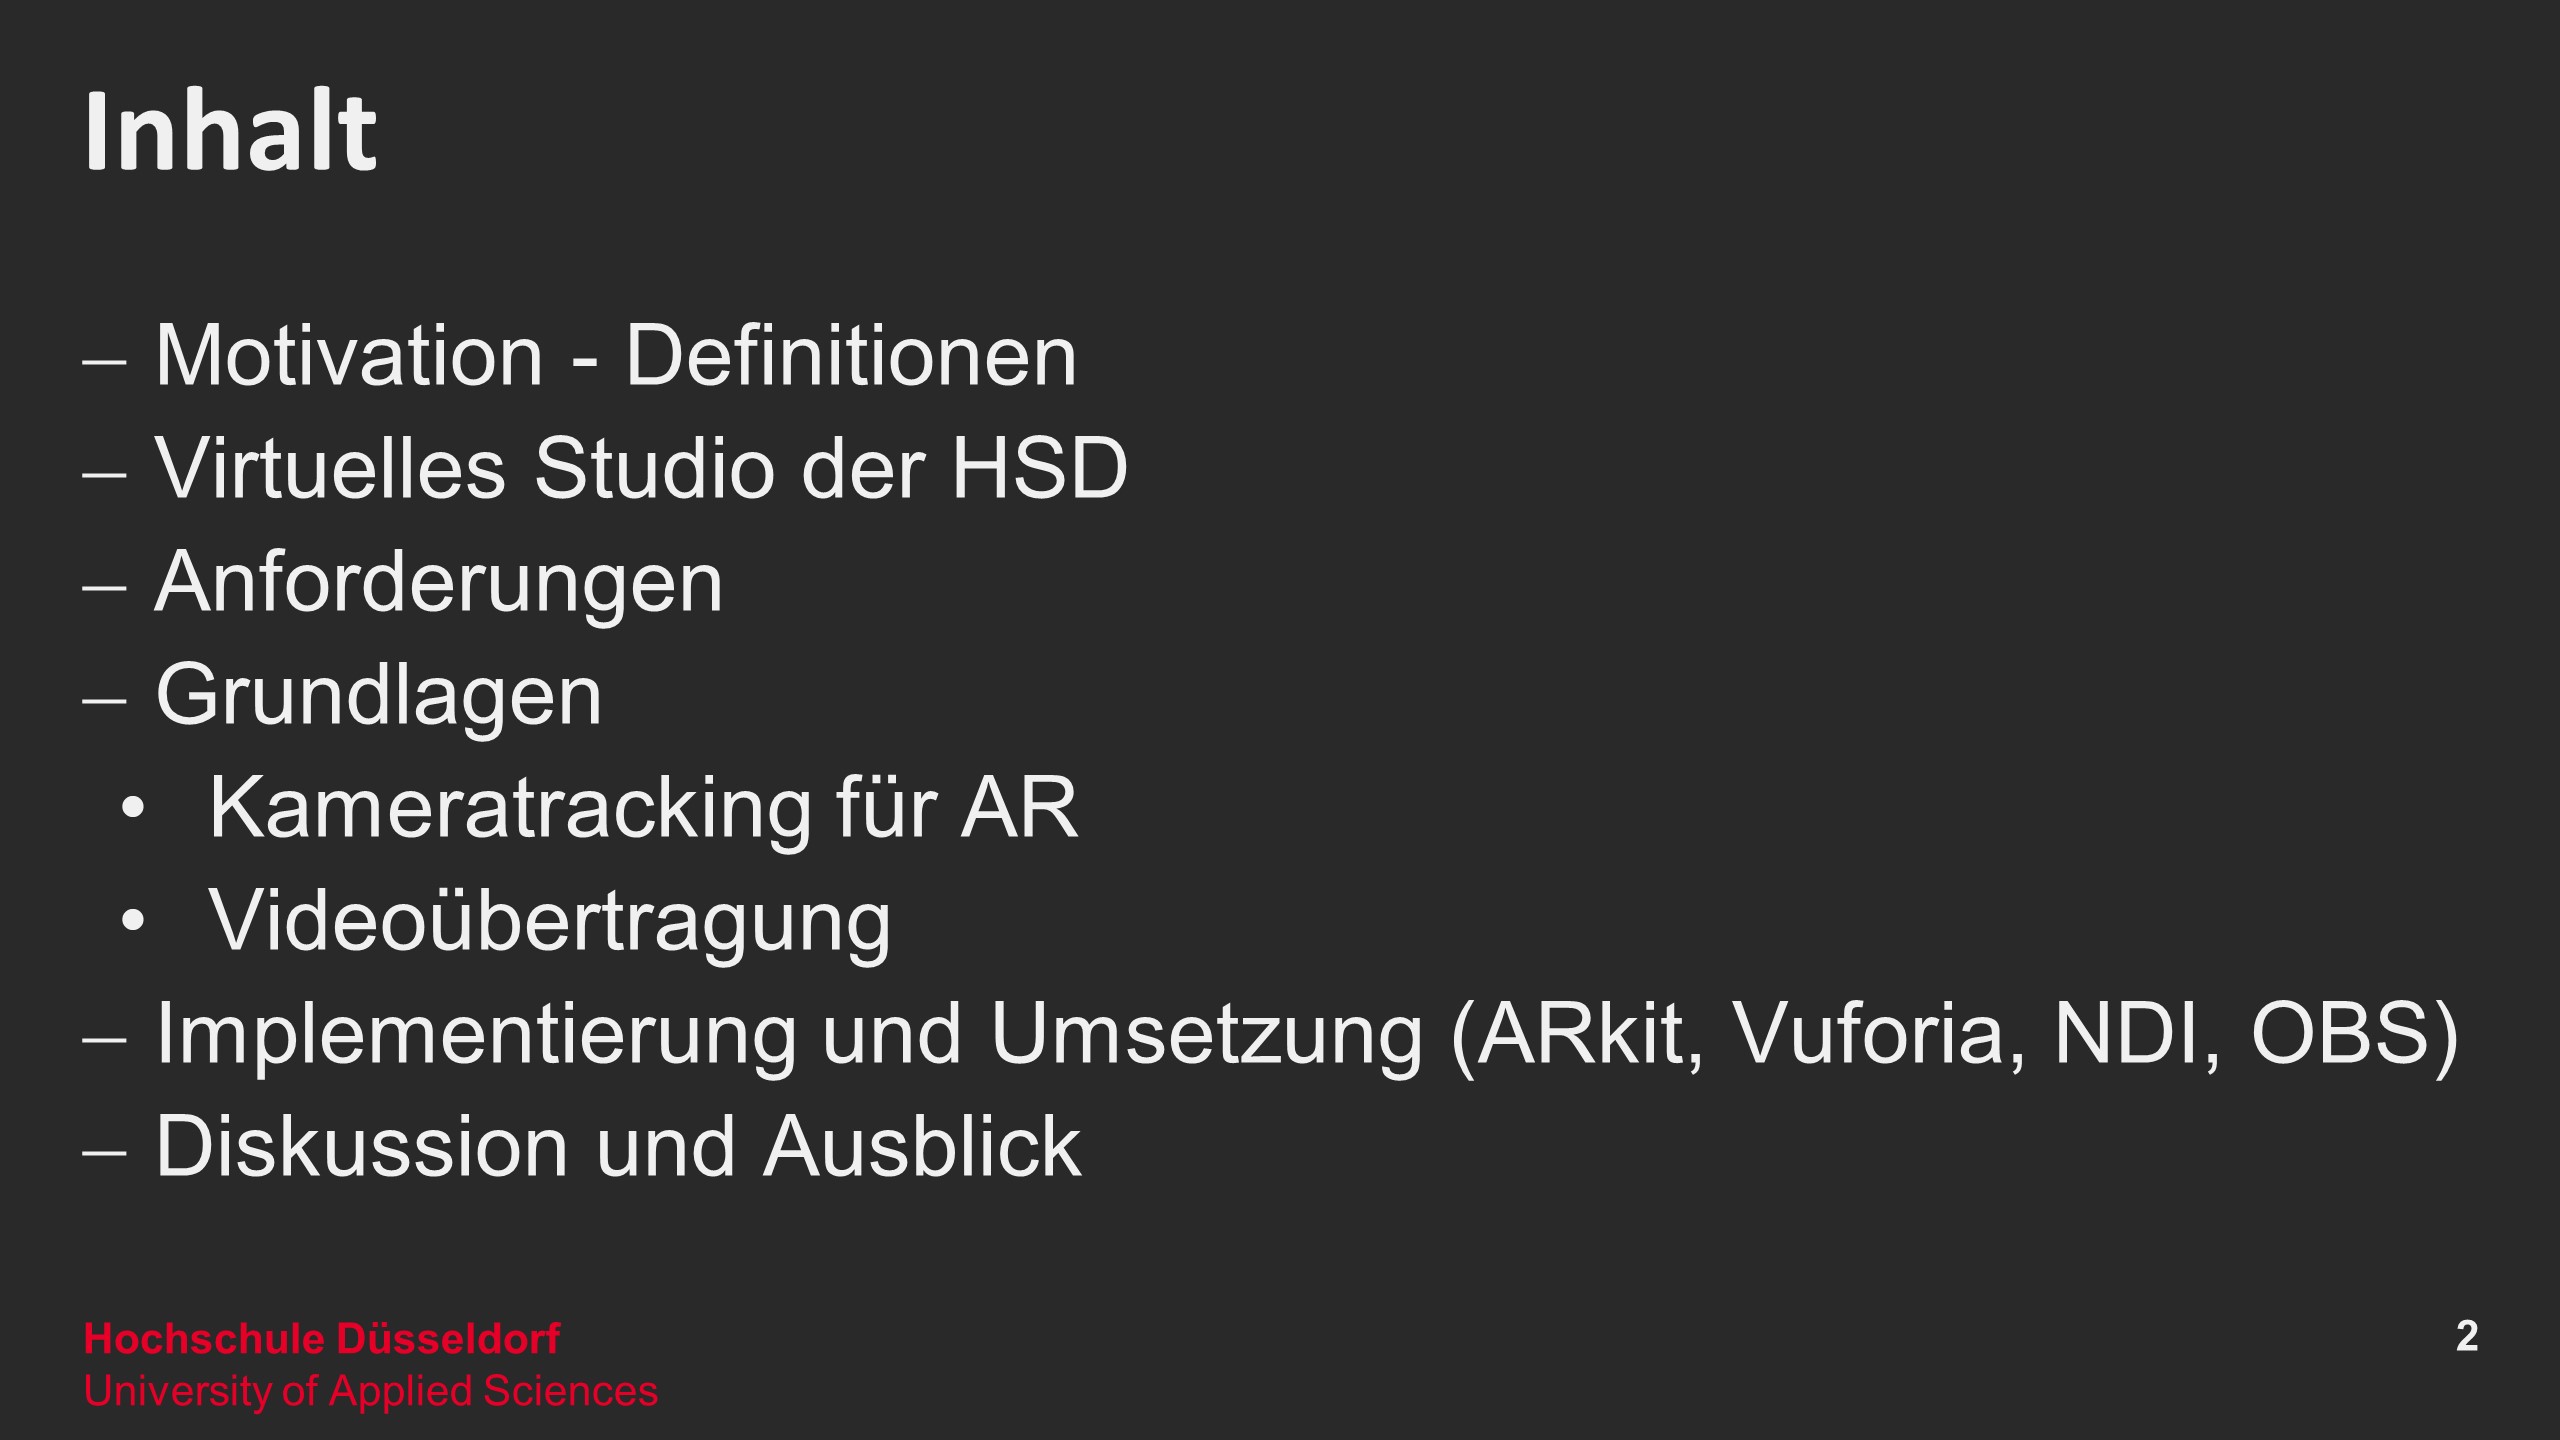 Inhalt
– Motivation - Definitionen
– Virtuelles Studio der HSD
– Anforderungen
– Grundlagen
• Kameratracking für AR
• Videoübertragung
– Implementierung und Umsetzung (ARkit, Vuforia, NDI, OBS)
– Diskussion und Ausblick
Hochschule Düsseldorf
University of Applied Sciences
2